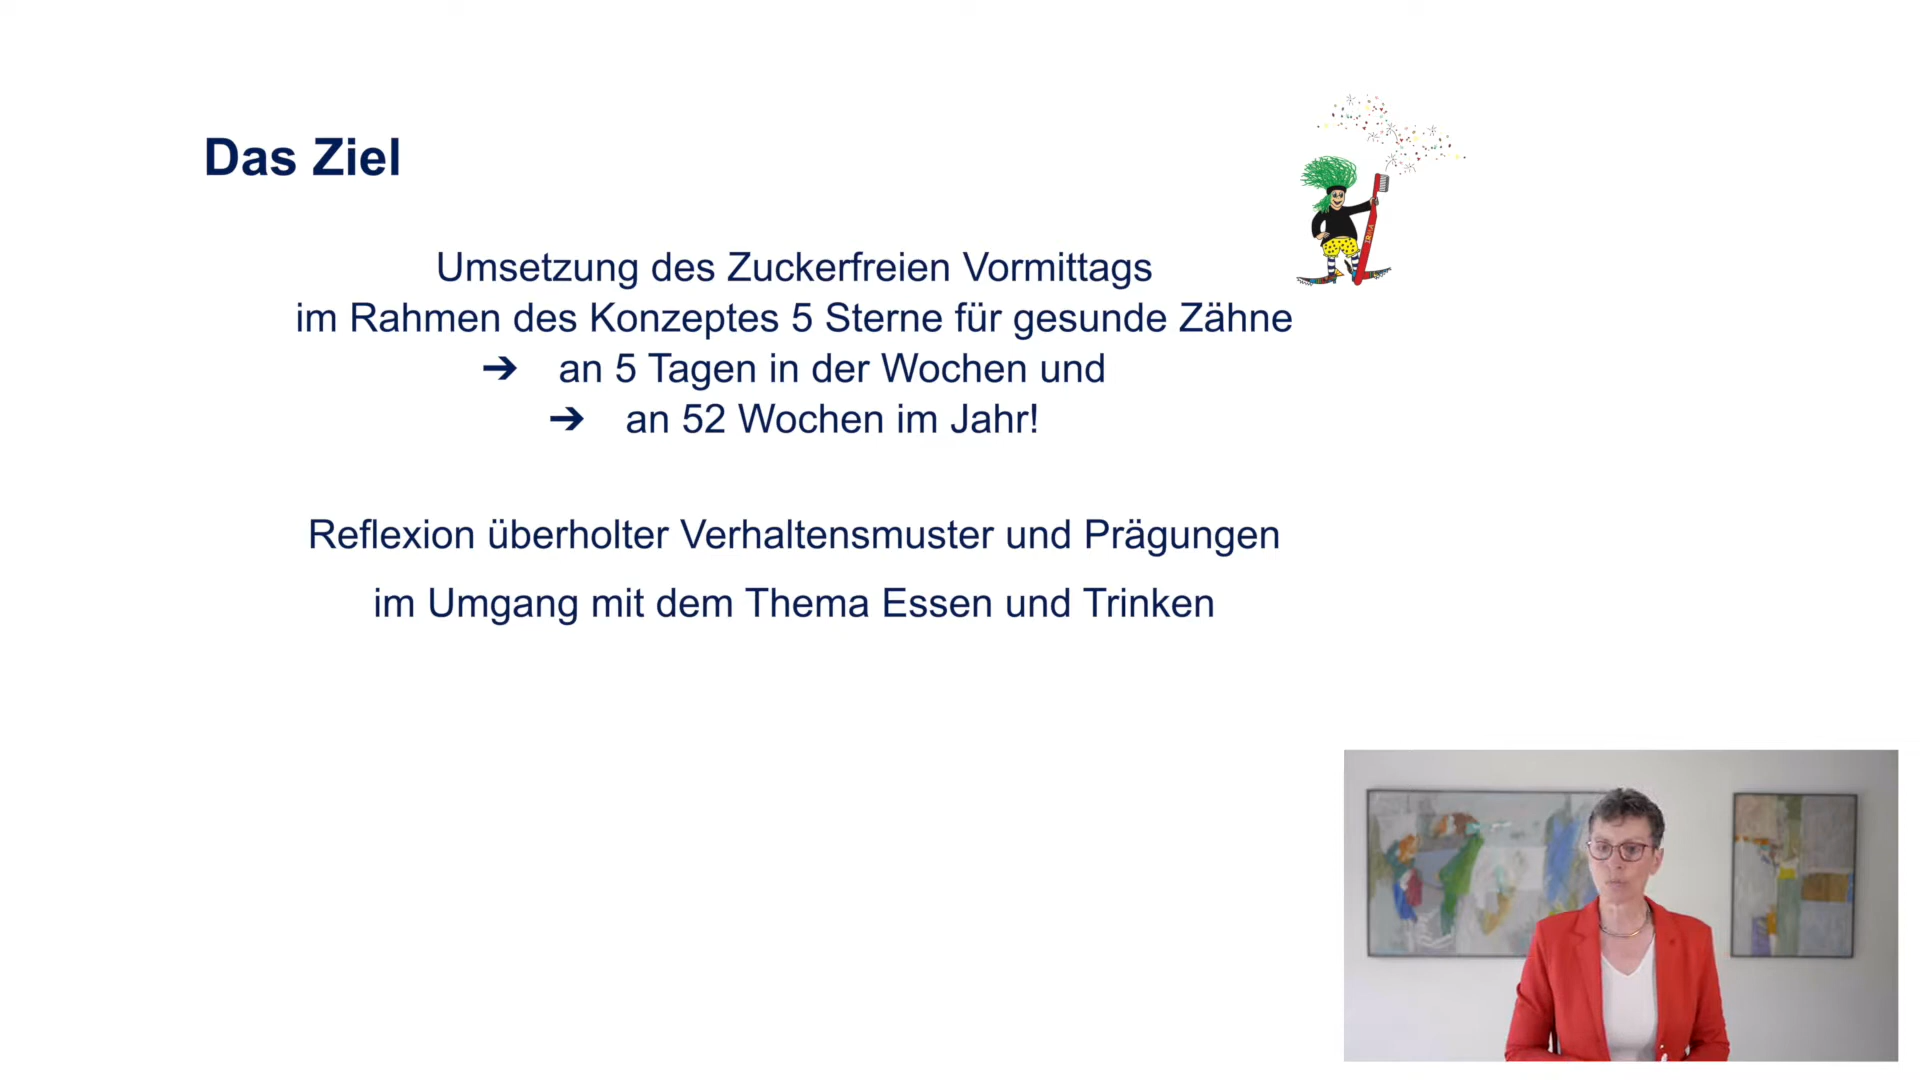 Das Ziel
Umsetzung des Zuckerfreien Vormittags
im Rahmen des Konzeptes 5 Sterne für gesunde Zähne
➔ an 5 Tagen in der Wochen und
➔ an 52 Wochen im Jahr!
Reflexion überholter Verhaltensmuster und Prägungen
im Umgang mit dem Thema Essen und Trinken